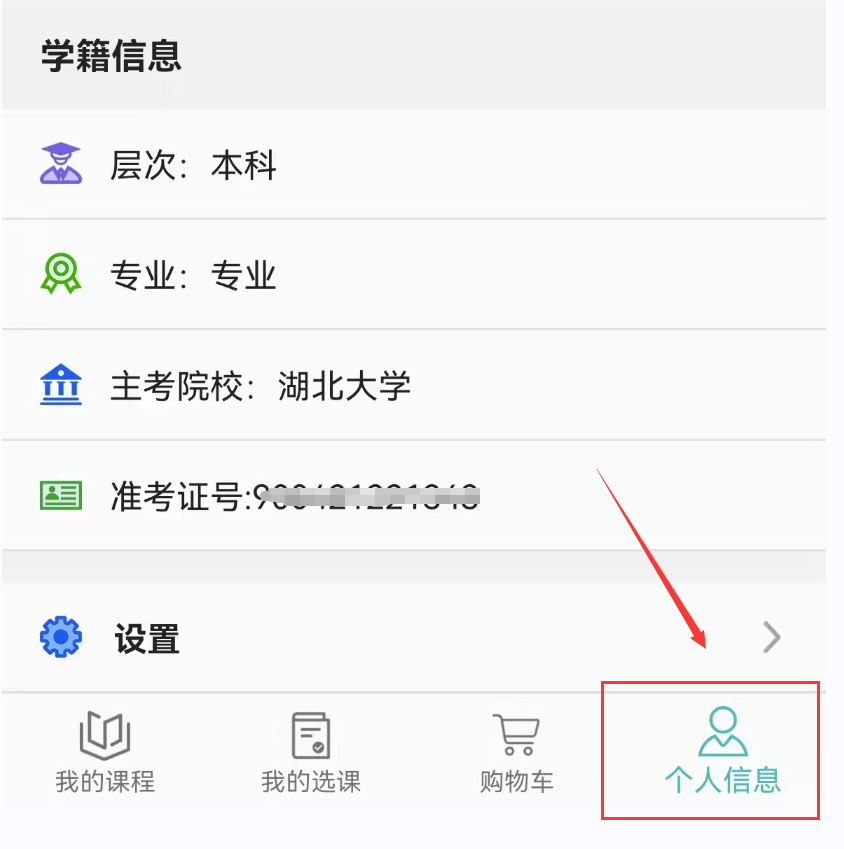 学籍信息
层次：本科
专业：专业
主考院校：湖北大学
准考证号:
设置
我的课程
我的选课
购物车
个人信息